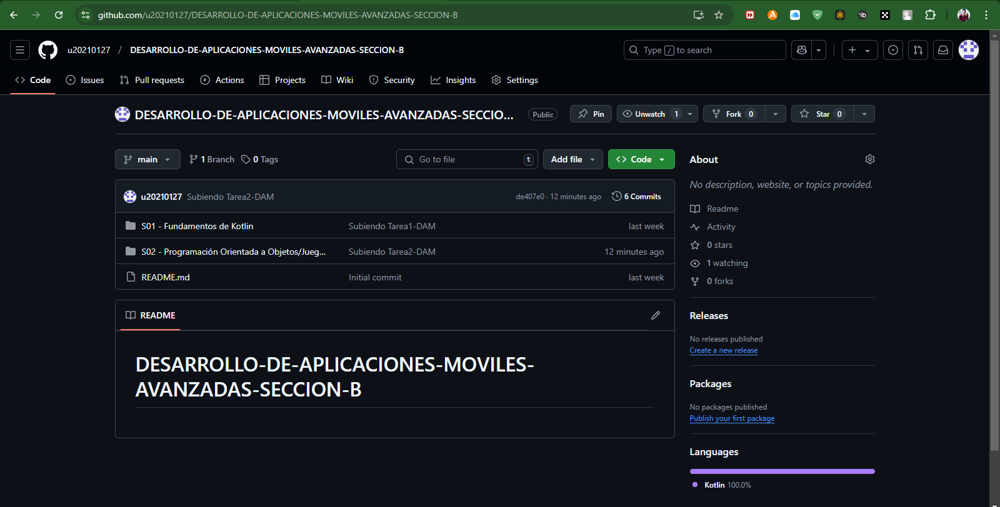 github.com/u20210127/DESARROLLO-DE-APLICACIONES-MOVILES-AVANZADAS-SECCION-B
u20210127 / DESARROLLO-DE-APLICACIONES-MOVILES-AVANZADAS-SECCION-B
Type / to search
Code Issues Pull requests Actions Projects Wiki Security Insights Settings
DESARROLLO-DE-APLICACIONES-MOVILES-AVANZADAS-SECCIO... Public Pin Unwatch 1 Fork 0 Star 0
main 1 Branch 0 Tags Go to file t Add file Code
u20210127 Subiendo Tarea2-DAM de407e0 · 12 minutes ago 6 Commits
S01 - Fundamentos de Kotlin Subiendo Tarea1-DAM last week
S02 - Programación Orientada a Objetos/Jueg... Subiendo Tarea2-DAM 12 minutes ago
README.md Initial commit last week
README
DESARROLLO-DE-APLICACIONES-MOVILES-
AVANZADAS-SECCION-B
About
No description, website, or topics provided.
Readme
Activity
0 stars
1 watching
0 forks
Releases
No releases published
Create a new release
Packages
No packages published
Publish your first package
Languages
Kotlin 100.0%